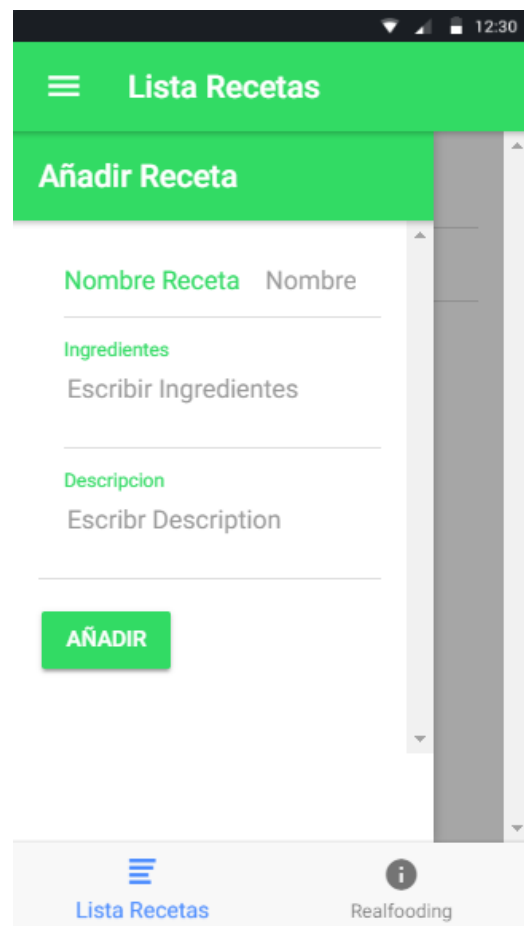 12:30
Lista Recetas
Añadir Receta
Nombre Receta Nombre
Ingredientes
Escribir Ingredientes
Descripcion
Escribr Description
AÑADIR
Lista Recetas Realfooding